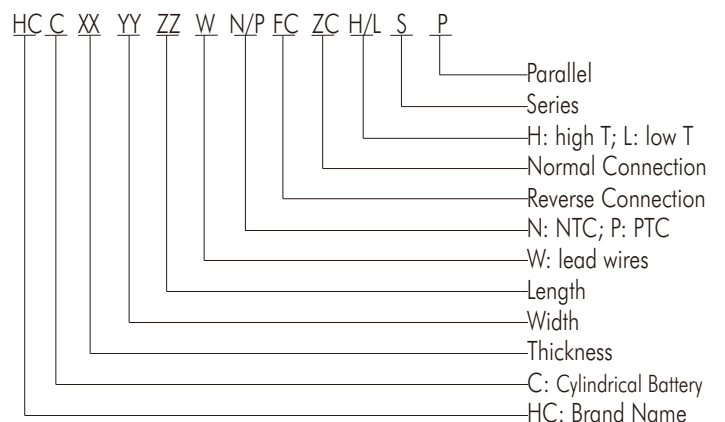 HC C XX YY ZZ W N/P FC ZC H/L S P
Parallel
Series
H: high T; L: low T
Normal Connection
Reverse Connection
N: NTC; P: PTC
W: lead wires
Length
Width
Thickness
C: Cylindrical Battery
HC: Brand Name